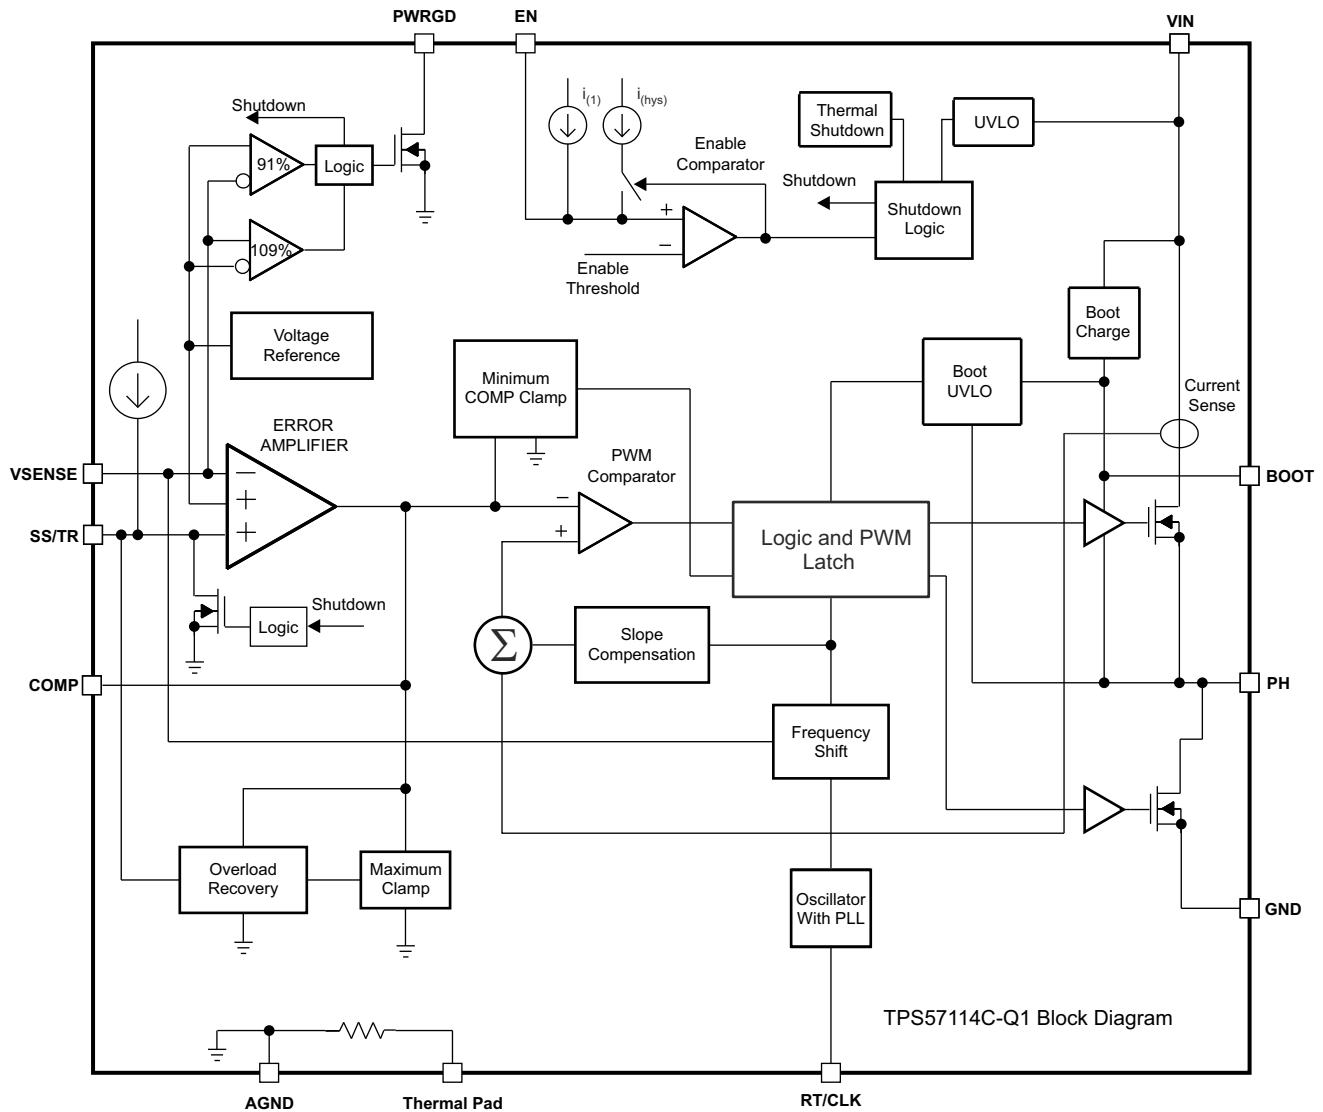 PWRGD
EN
VIN
Shutdown
91%
Logic
109%
i(1)
i(hys)
Enable
Comparator
+
−
Enable
Threshold
Thermal
Shutdown
UVLO
Shutdown
Shutdown
Logic
Boot
Charge
Voltage
Reference
Minimum
COMP Clamp
Boot
UVLO
Current
Sense
ERROR
AMPLIFIER
PWM
Comparator
VSENSE
−
+
+
SS/TR
−
+
Logic and PWM
Latch
BOOT
Shutdown
Logic
Σ
Slope
Compensation
COMP
PH
Frequency
Shift
Overload
Recovery
Maximum
Clamp
Oscillator
With PLL
GND
TPS57114C-Q1 Block Diagram
AGND
Thermal Pad
RT/CLK